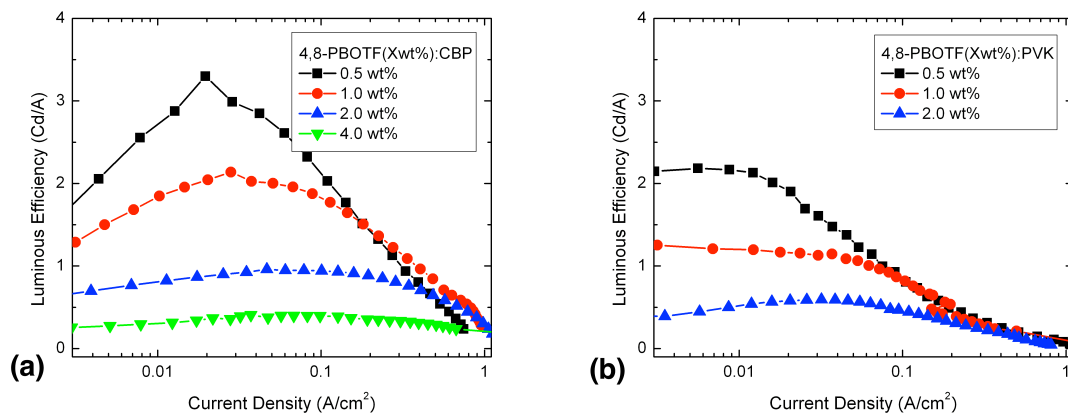 4
3
2
1
0
Luminous Efficiency (Cd/A)
4,8-PBOTF(Xwt%):CBP
0.5 wt%
1.0 wt%
2.0 wt%
4.0 wt%
0.01
0.1
1
Current Density (A/cm²)
(a)
4
3
2
1
0
Luminous Efficiency (Cd/A)
4,8-PBOTF(Xwt%):PVK
0.5 wt%
1.0 wt%
2.0 wt%
0.01
0.1
1
Current Density (A/cm²)
(b)